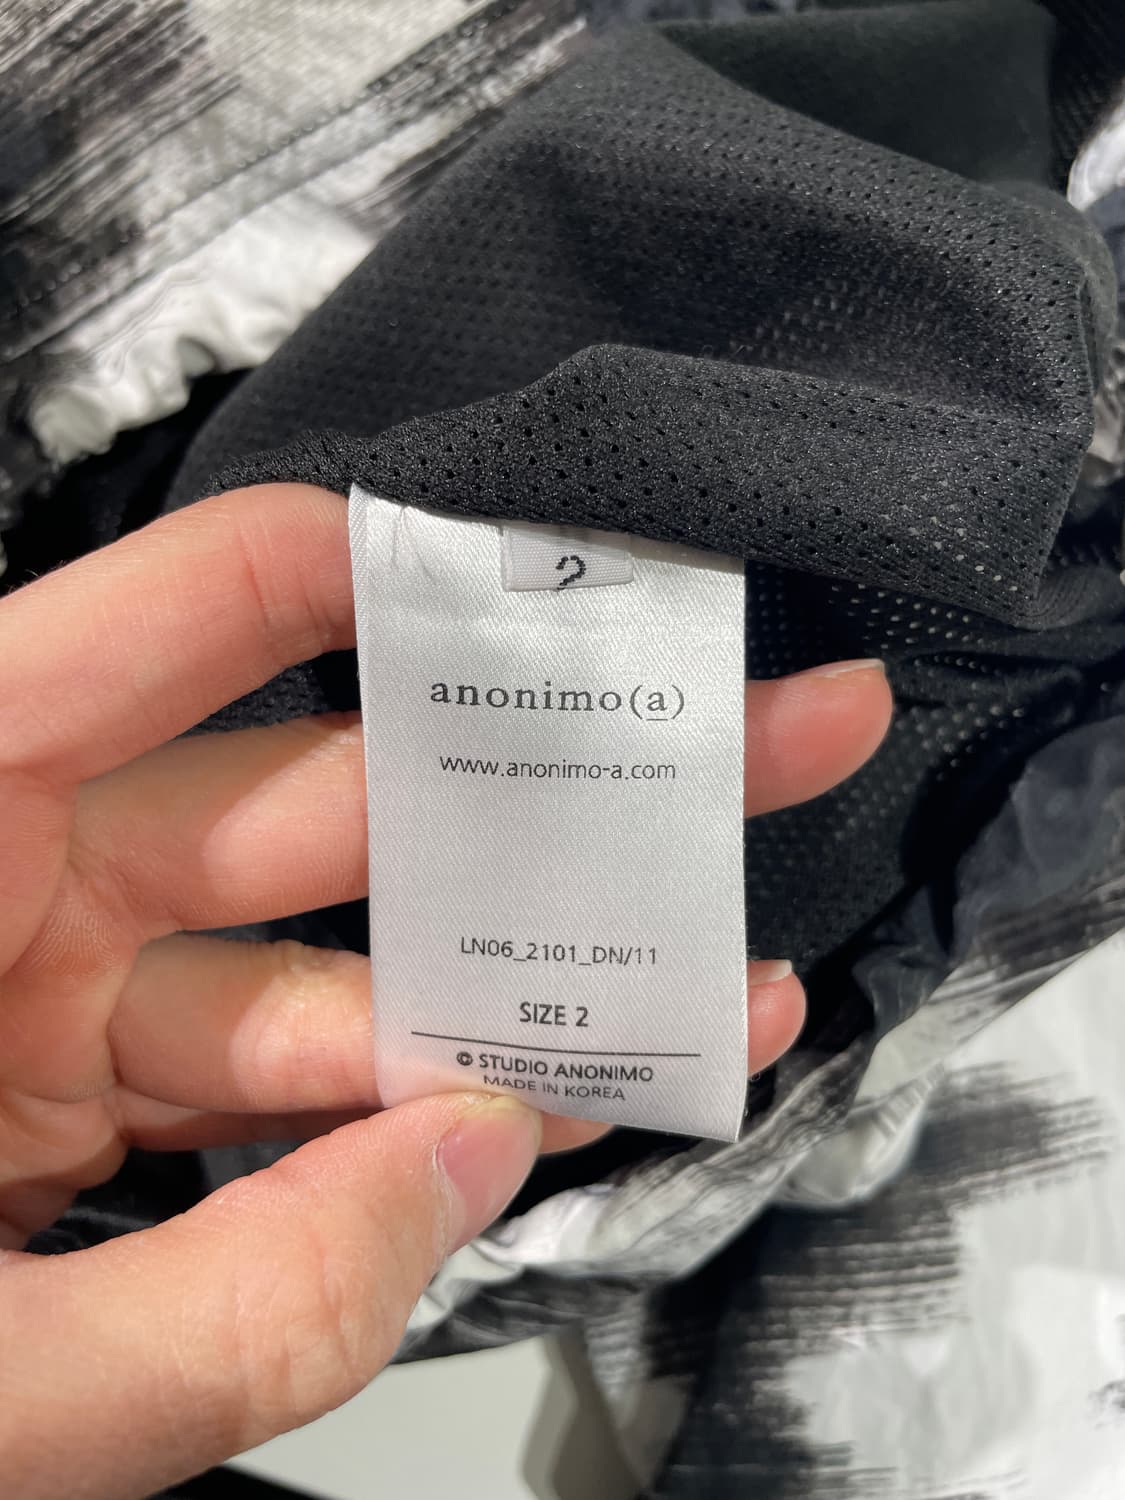 2
anonimo(a)
www.anonimo-a.com
LN06_2101_DN/11
SIZE 2
© STUDIO ANONIMO
MADE IN KOREA